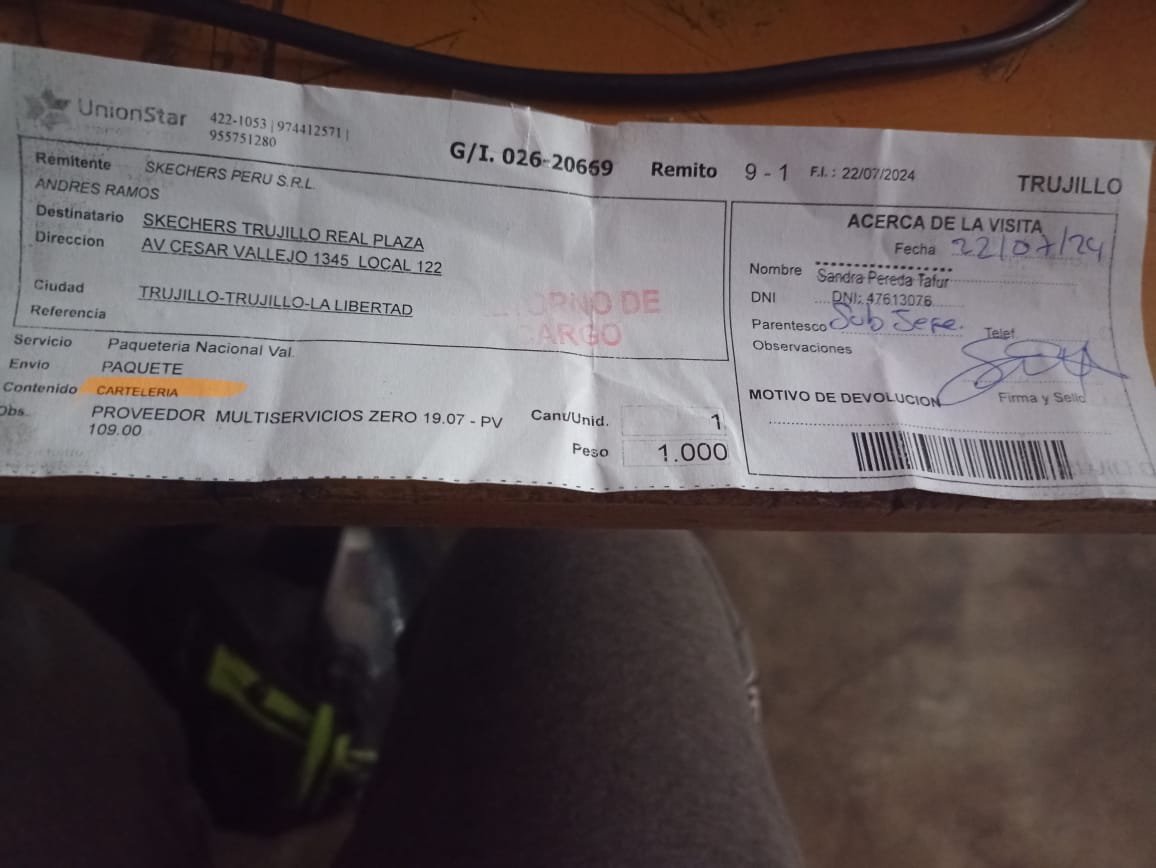 UnionStar
422-1053 | 974412571 |
955751280
G/I. 026-20669
Remito 9 - 1 F.I. : 22/07/2024
TRUJILLO
Remitente SKECHERS PERU S.R.L.
ANDRES RAMOS
Destinatario SKECHERS TRUJILLO REAL PLAZA
Direccion AV CESAR VALLEJO 1345 LOCAL 122
Ciudad TRUJILLO-TRUJILLO-LA LIBERTAD
Referencia
DE
CARGO
Servicio Paqueteria Nacional Val.
Envio PAQUETE
Contenido CARTELERIA
Obs. PROVEEDOR MULTISERVICIOS ZERO 19.07 - PV
109.00
Cant/Unid. 1
Peso 1.000
ACERCA DE LA VISITA
Fecha 22/07/24
Nombre Sandra Pereda Tafur
DNI DNI: 47613076
Parentesco Sub Jefe.
Telef
Observaciones
Firma y Sello
MOTIVO DE DEVOLUCION